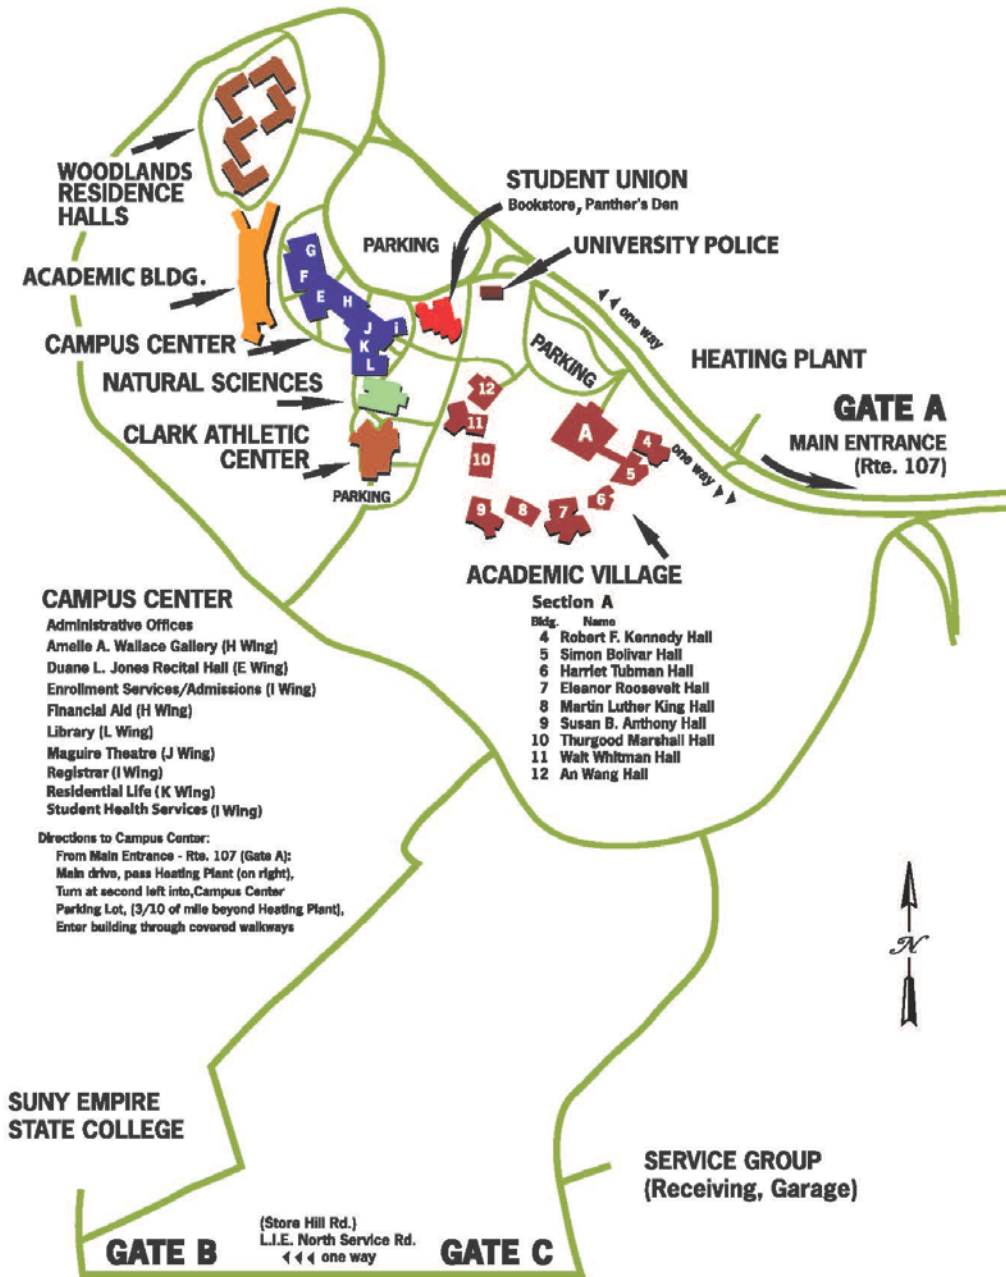 WOODLANDS
RESIDENCE
HALLS
STUDENT UNION
Bookstore, Panther's Den
PARKING
UNIVERSITY POLICE
ACADEMIC BLDG.
G
F
E
H
J
i
K
L
one way
CAMPUS CENTER
PARKING
HEATING PLANT
NATURAL SCIENCES
12
GATE A
MAIN ENTRANCE
(Rte. 107)
CLARK ATHLETIC
CENTER
11
A
4
one way
10
5
PARKING
6
9
8
7
ACADEMIC VILLAGE
Section A
Bldg. Name
4 Robert F. Kennedy Hall
5 Simon Bolivar Hall
6 Harriet Tubman Hall
7 Eleanor Roosevelt Hall
8 Martin Luther King Hall
9 Susan B. Anthony Hall
10 Thurgood Marshall Hall
11 Walt Whitman Hall
12 An Wang Hall
CAMPUS CENTER
Administrative Offices
Amelie A. Wallace Gallery (H Wing)
Duane L. Jones Recital Hall (E Wing)
Enrollment Services/Admissions (I Wing)
Financial Aid (H Wing)
Library (L Wing)
Maguire Theatre (J Wing)
Registrar (I Wing)
Residential Life (K Wing)
Student Health Services (I Wing)
Directions to Campus Center:
From Main Entrance - Rte. 107 (Gate A):
Main drive, pass Heating Plant (on right),
Turn at second left into,Campus Center
Parking Lot, (3/10 of mile beyond Heating Plant),
Enter building through covered walkways
N
SUNY EMPIRE
STATE COLLEGE
SERVICE GROUP
(Receiving, Garage)
(Store Hill Rd.)
L.I.E. North Service Rd.
one way
GATE B
GATE C